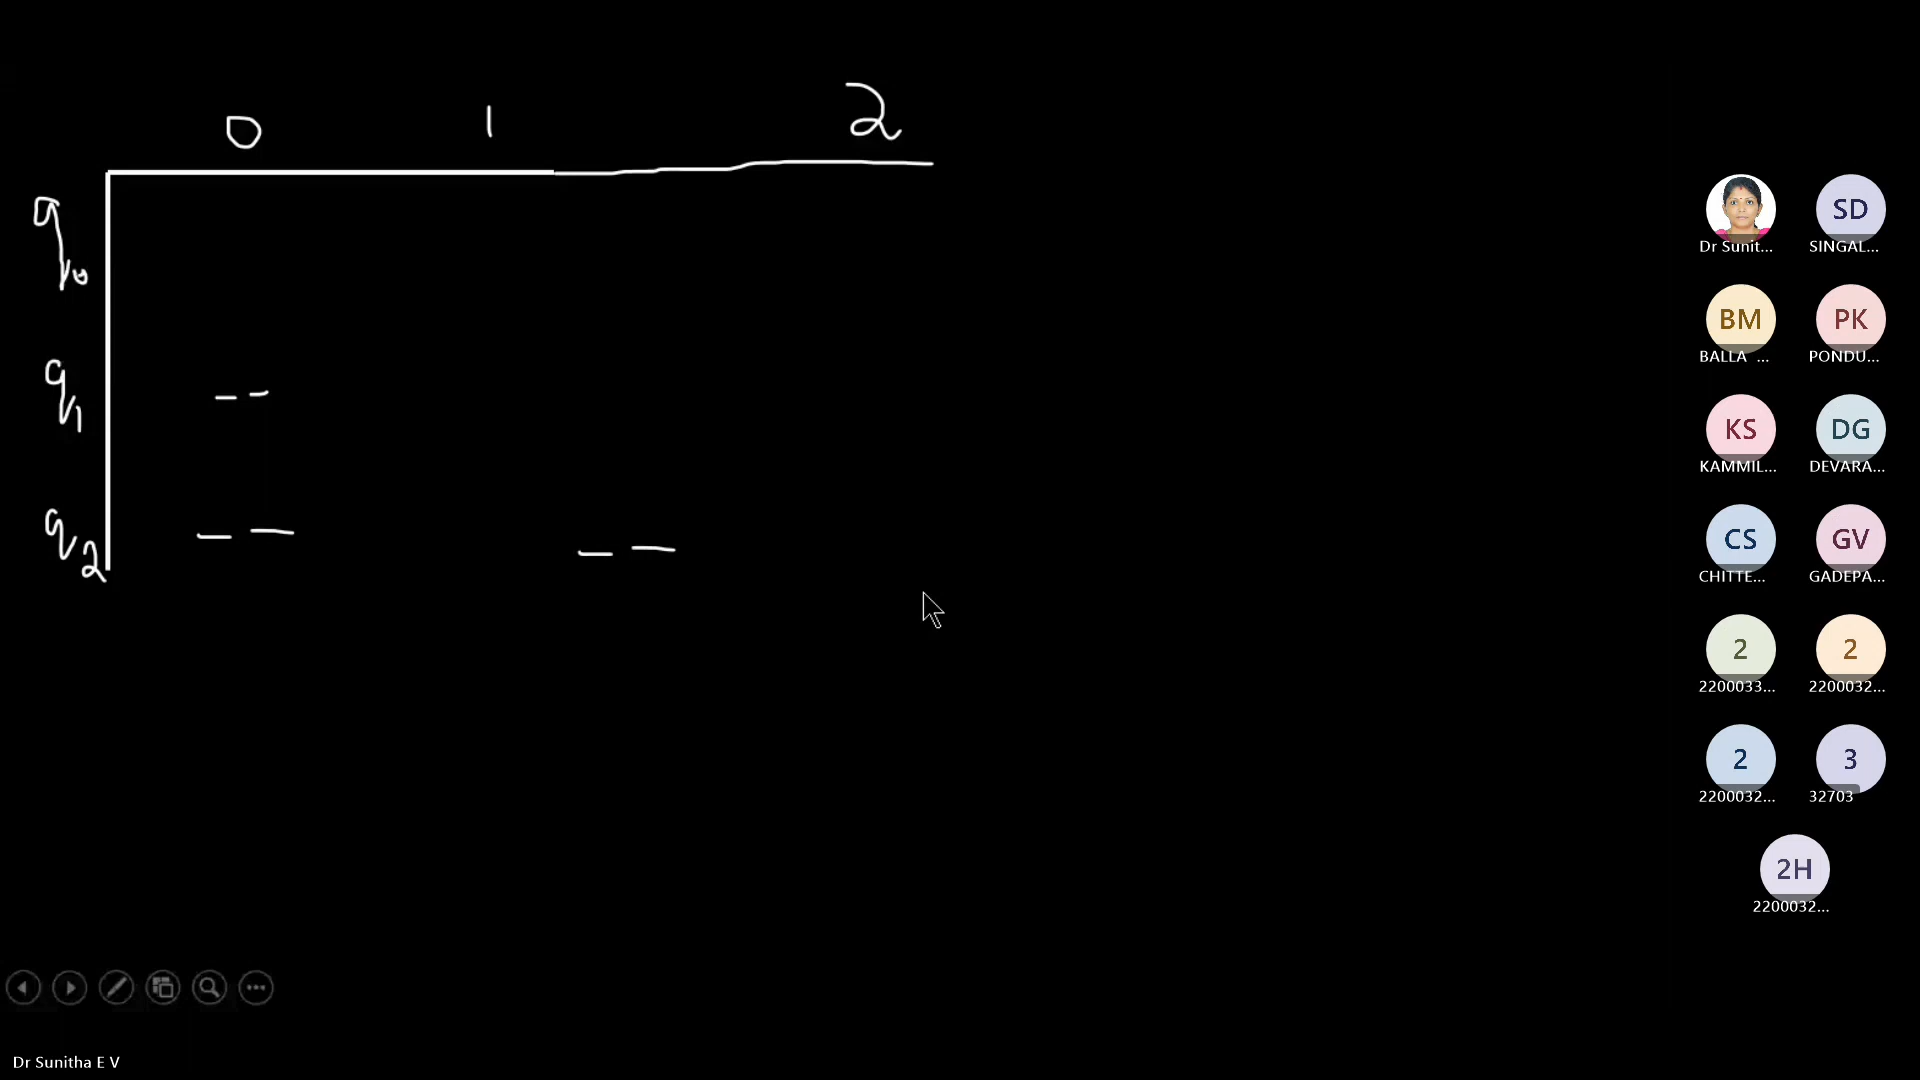 0 1 2
q0
q1 -- 
q2 -- --
Dr Sunit... SD SINGAL...
BM BALLA ... PK PONDU...
KS KAMMIL... DG DEVARA...
CS CHITTE... GV GADEPA...
2 2200033... 2 2200032...
2 2200032... 3 32703
2H 2200032...
Dr Sunitha E V